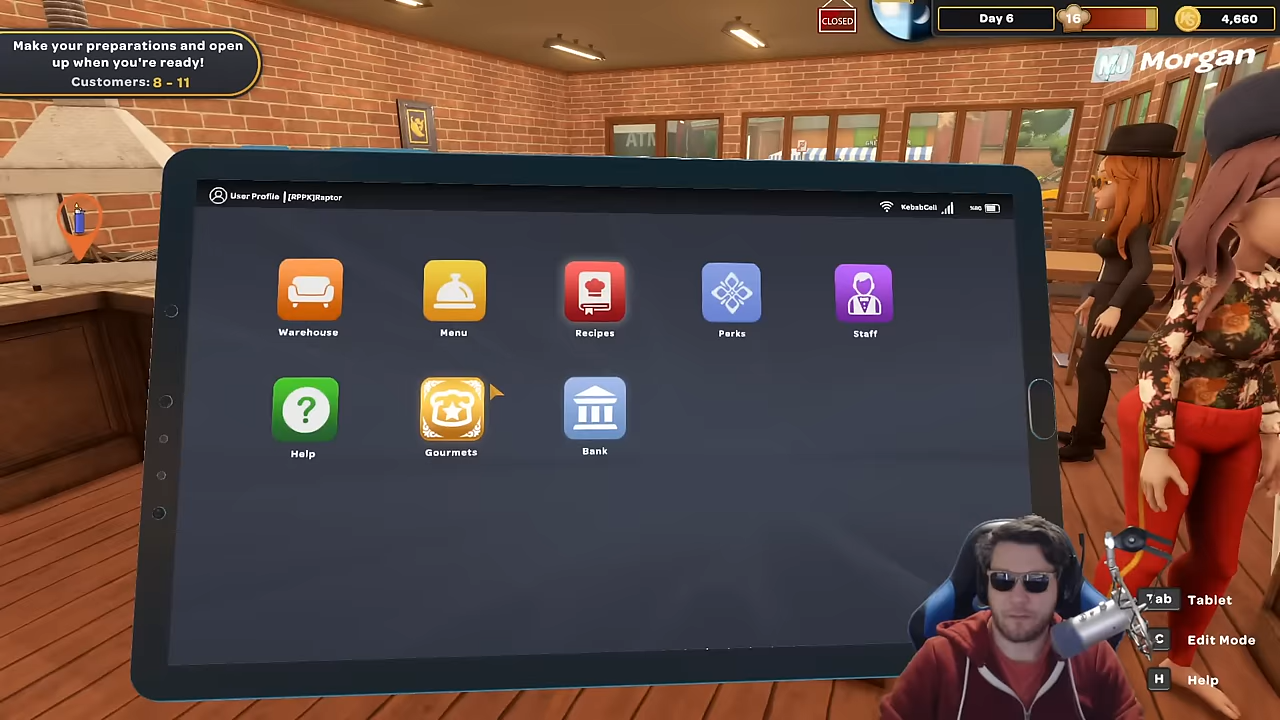 Make your preparations and open
up when you're ready!
Customers: 8 - 11
CLOSED
Day 6
16
4,660
MJ Morgan
ATM
User Profile | [RPPK]Raptor
KebabCell
Warehouse
Menu
Recipes
Perks
Staff
Help
Gourmets
Bank
Tab Tablet
C Edit Mode
H Help